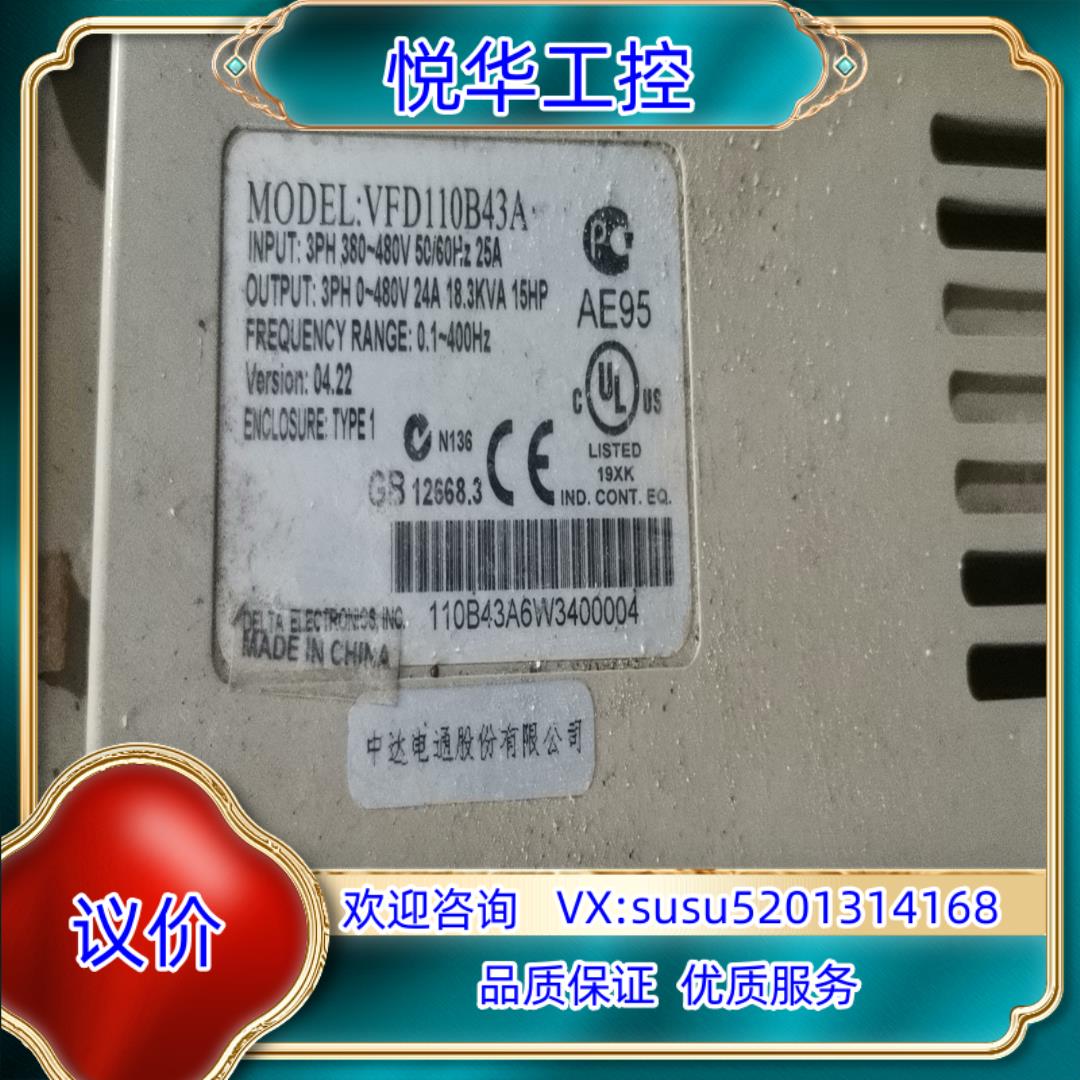 悦华工控
MODEL:VFD110B43A
INPUT: 3PH 380~480V 50/60Hz 25A
OUTPUT: 3PH 0~480V 24A 18.3KVA 15HP
FREQUENCY RANGE: 0.1~400Hz
Version: 04.22
ENCLOSURE: TYPE 1
AE95
C UL US
LISTED
19XK
IND. CONT. EQ.
N136
GB 12668.3
CE
110B43A6W3400004
DELTA ELECTRONICS, INC.
MADE IN CHINA
中达电通股份有限公司
议价
欢迎咨询 VX:susu5201314168
品质保证 优质服务